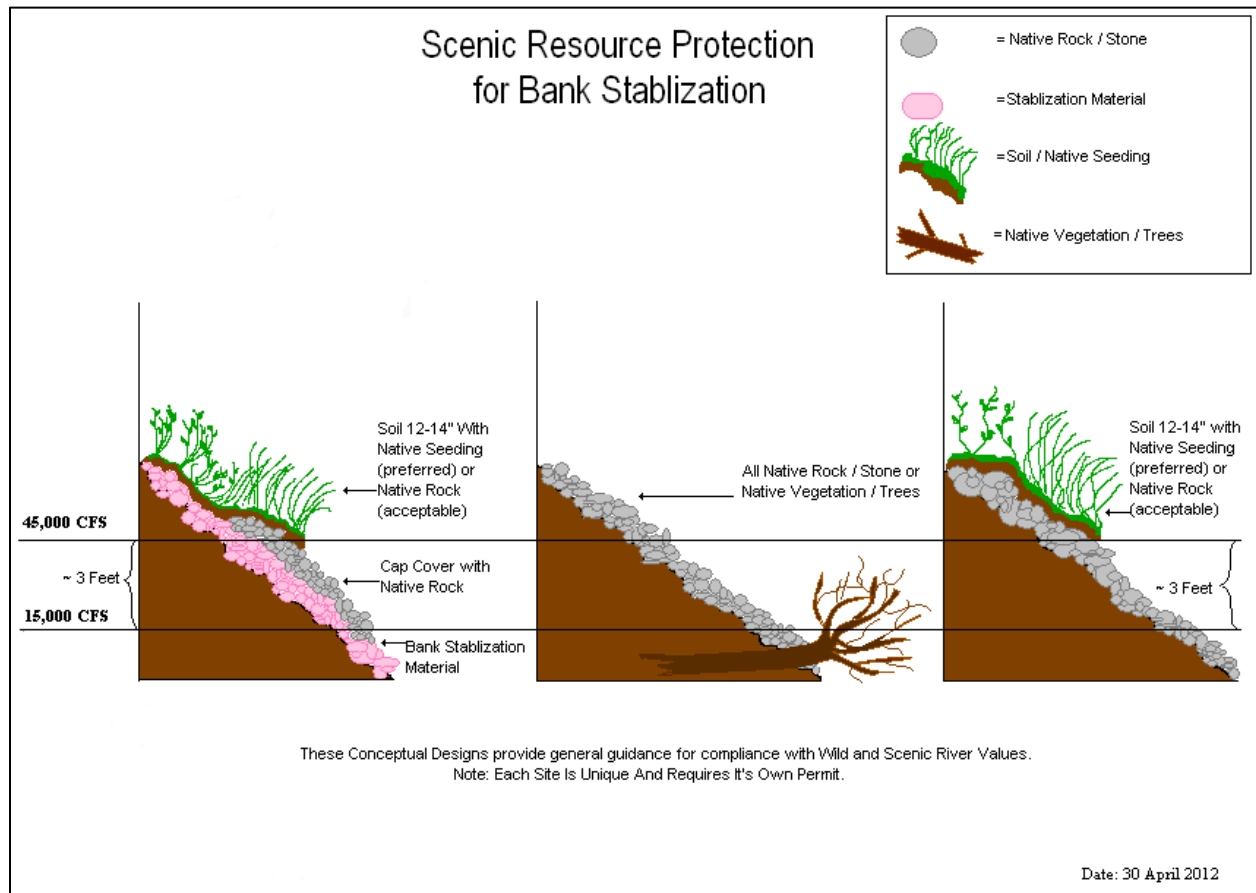 Scenic Resource Protection
for Bank Stablization
= Native Rock / Stone
=Stablization Material
=Soil / Native Seeding
= Native Vegetation / Trees
Soil 12-14" With
Native Seeding
(preferred) or
Native Rock
(acceptable)
45,000 CFS
~ 3 Feet
Cap Cover with
Native Rock
15,000 CFS
Bank Stablization
Material
All Native Rock / Stone or
Native Vegetation / Trees
Soil 12-14" with
Native Seeding
(preferred) or
Native Rock
(acceptable)
~ 3 Feet
These Conceptual Designs provide general guidance for compliance with Wild and Scenic River Values.
Note: Each Site Is Unique And Requires It's Own Permit.
Date: 30 April 2012